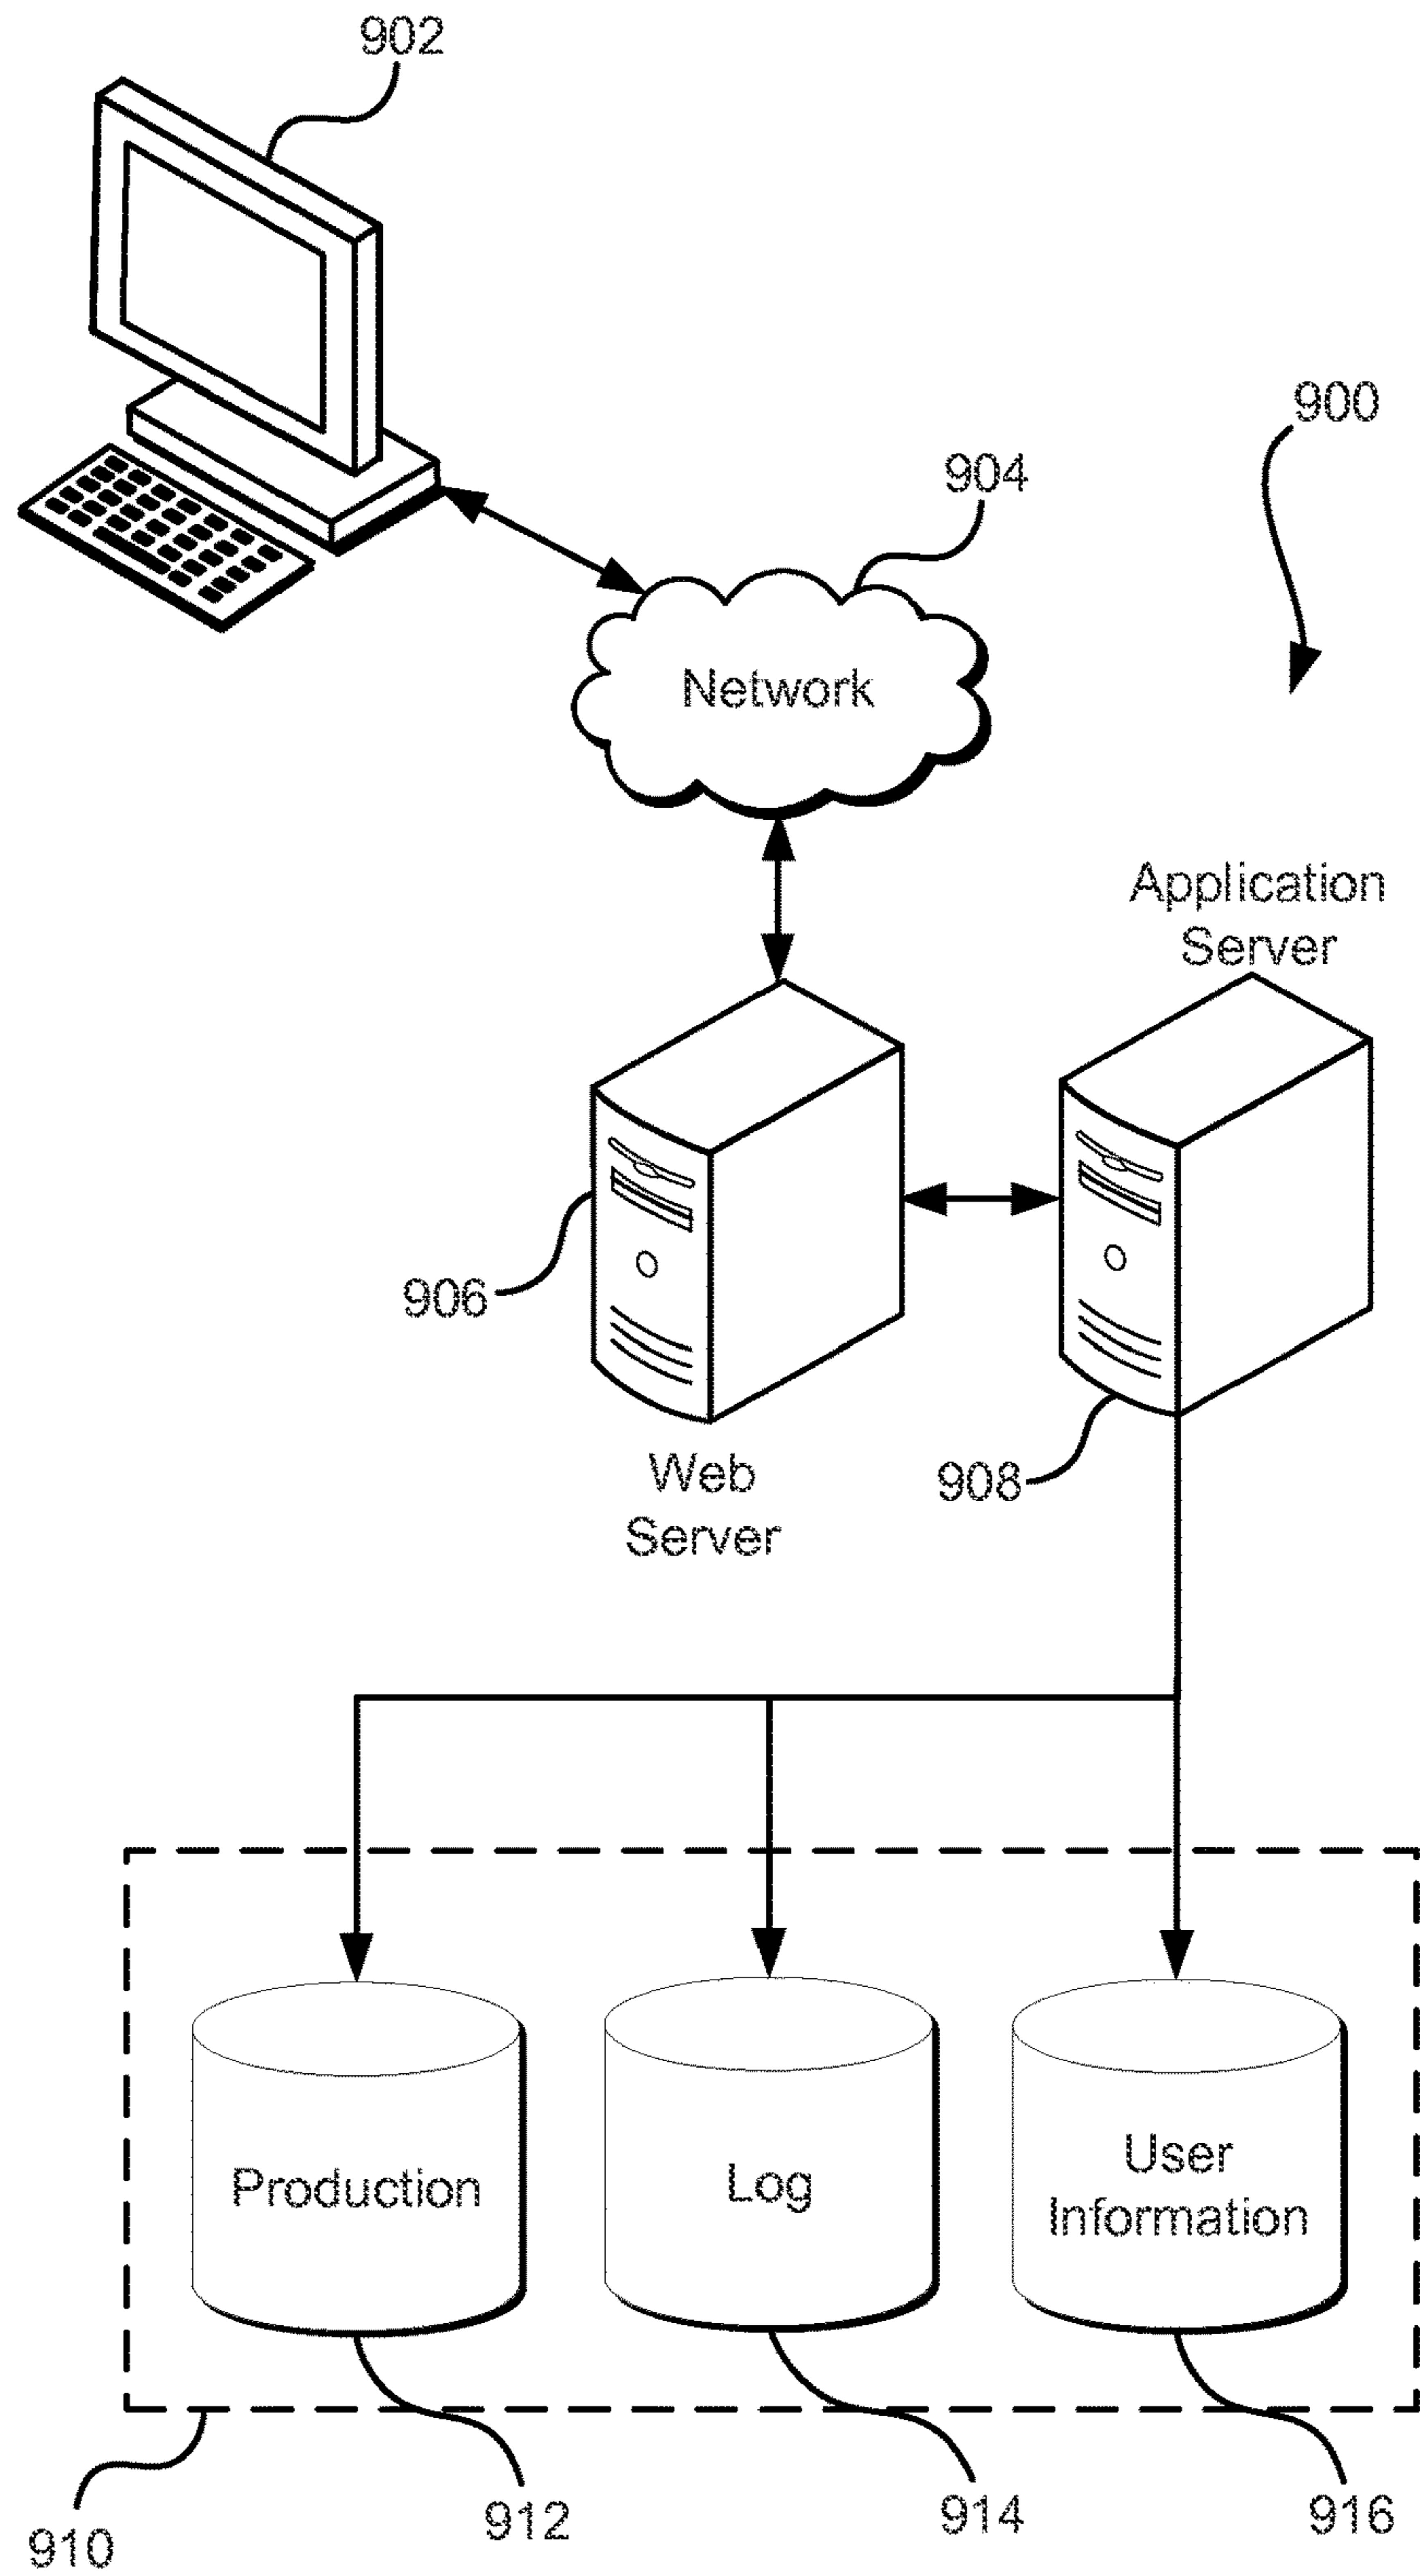 902
900
904
Network
Application
Server
906
Web
Server
908
Production
Log
User
Information
910
912
914
916